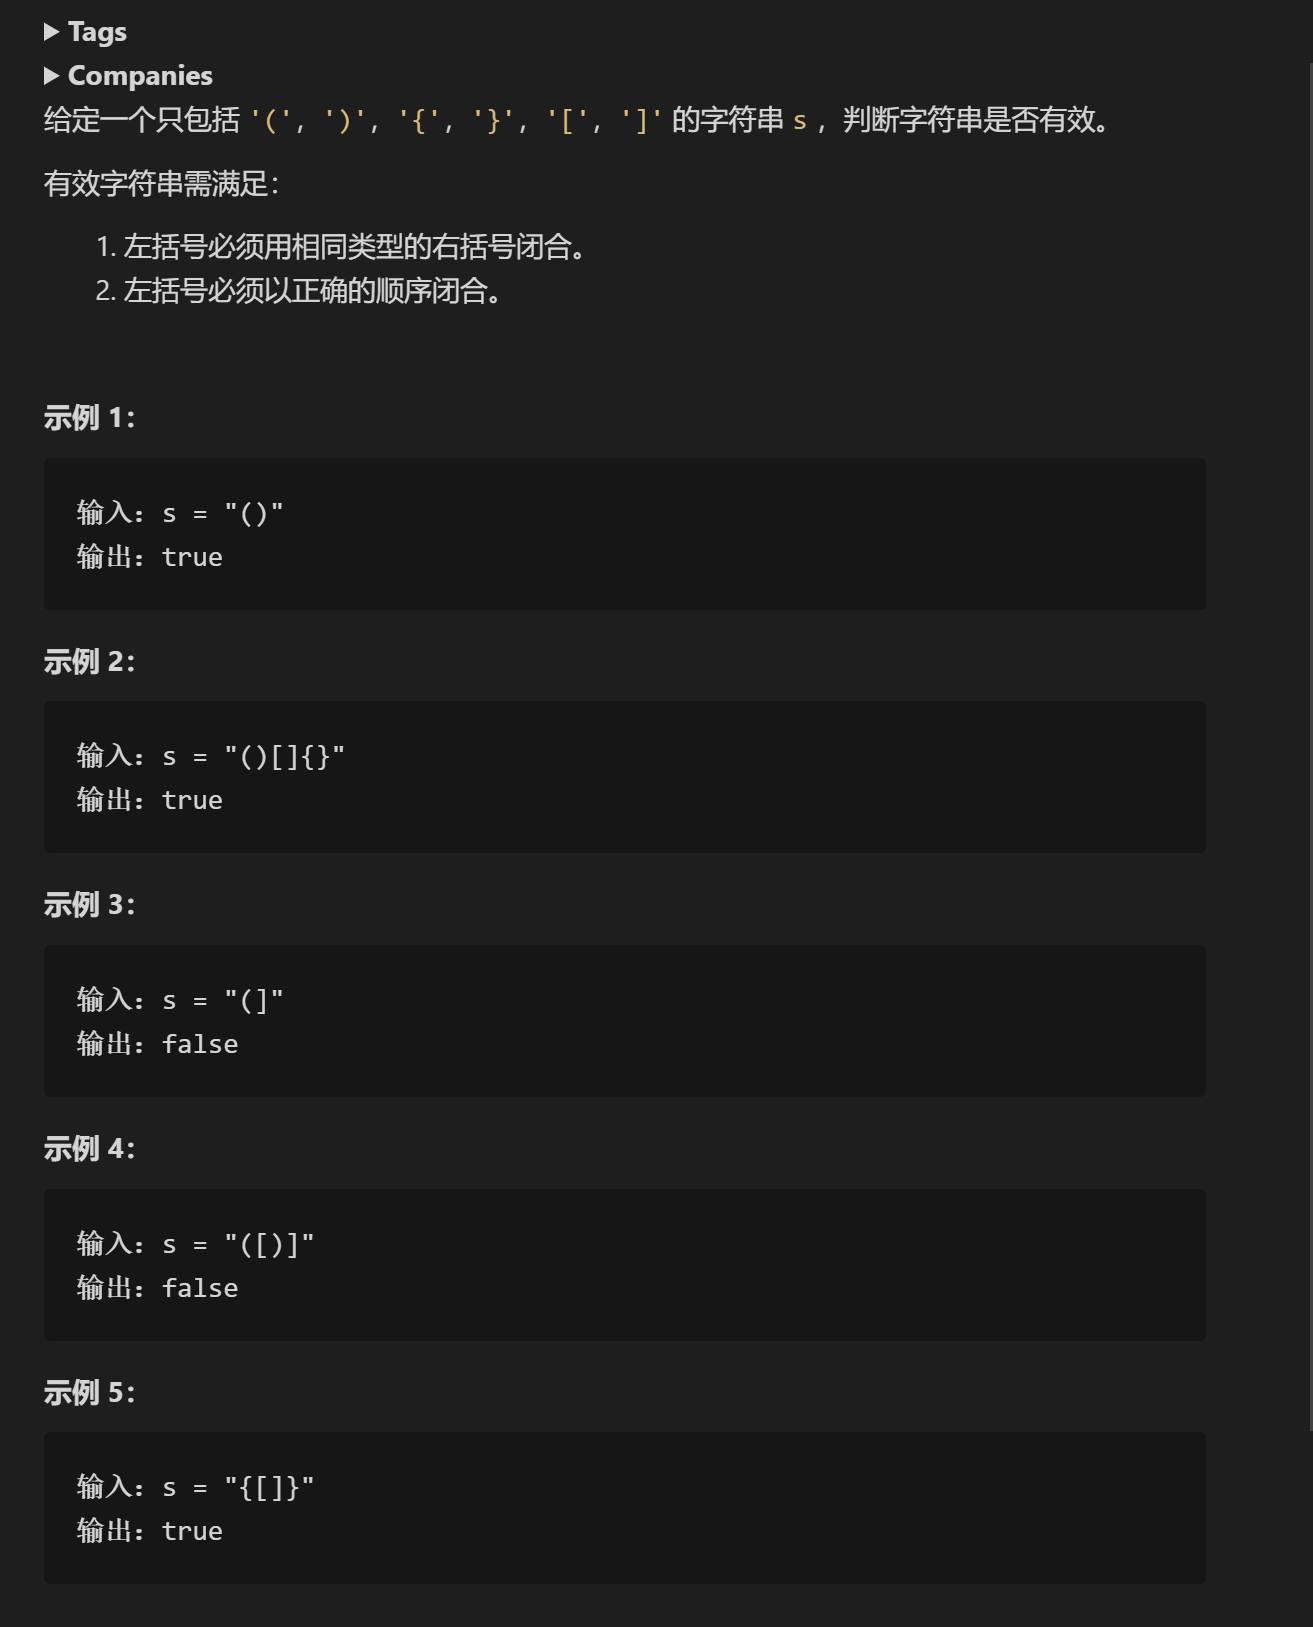 ▶ Tags
▶ Companies
给定一个只包括 '('，')'，'{'，'}'，'['，']' 的字符串 s ，判断字符串是否有效。
有效字符串需满足：
1. 左括号必须用相同类型的右括号闭合。
2. 左括号必须以正确的顺序闭合。
示例 1：
输入：s = "()"
输出：true
示例 2：
输入：s = "()[]{}"
输出：true
示例 3：
输入：s = "(]"
输出：false
示例 4：
输入：s = "([)]"
输出：false
示例 5：
输入：s = "{[]}"
输出：true